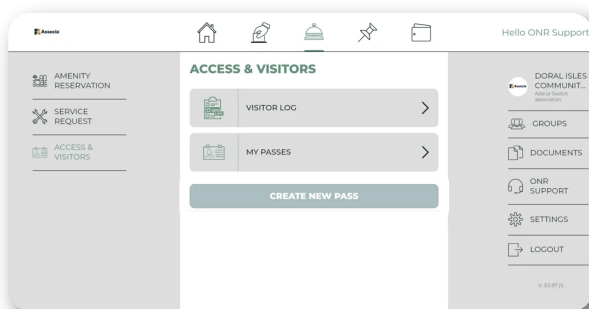 Associa
Hello ONR Support
AMENITY
RESERVATION
SERVICE
REQUEST
ACCESS &
VISITORS
ACCESS & VISITORS
VISITOR LOG
MY PASSES
CREATE NEW PASS
Associa
DORAL ISLES
COMMUNIT...
Add or Switch
association.
GROUPS
DOCUMENTS
ONR
SUPPORT
SETTINGS
LOGOUT